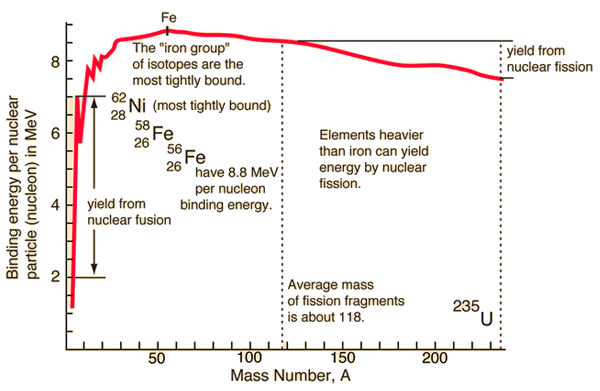 Fe
The "iron group"
of isotopes are the
most tightly bound.
62
28
Ni (most tightly bound)
58
26
Fe
56
26
Fe
have 8.8 MeV
per nucleon
binding energy.
yield from
nuclear fusion
yield from
nuclear fission
Elements heavier
than iron can yield
energy by nuclear
fission.
Average mass
of fission fragments
is about 118.
235
U
Binding energy per nuclear
particle (nucleon) in MeV
8
6
4
2
50
100
150
200
Mass Number, A